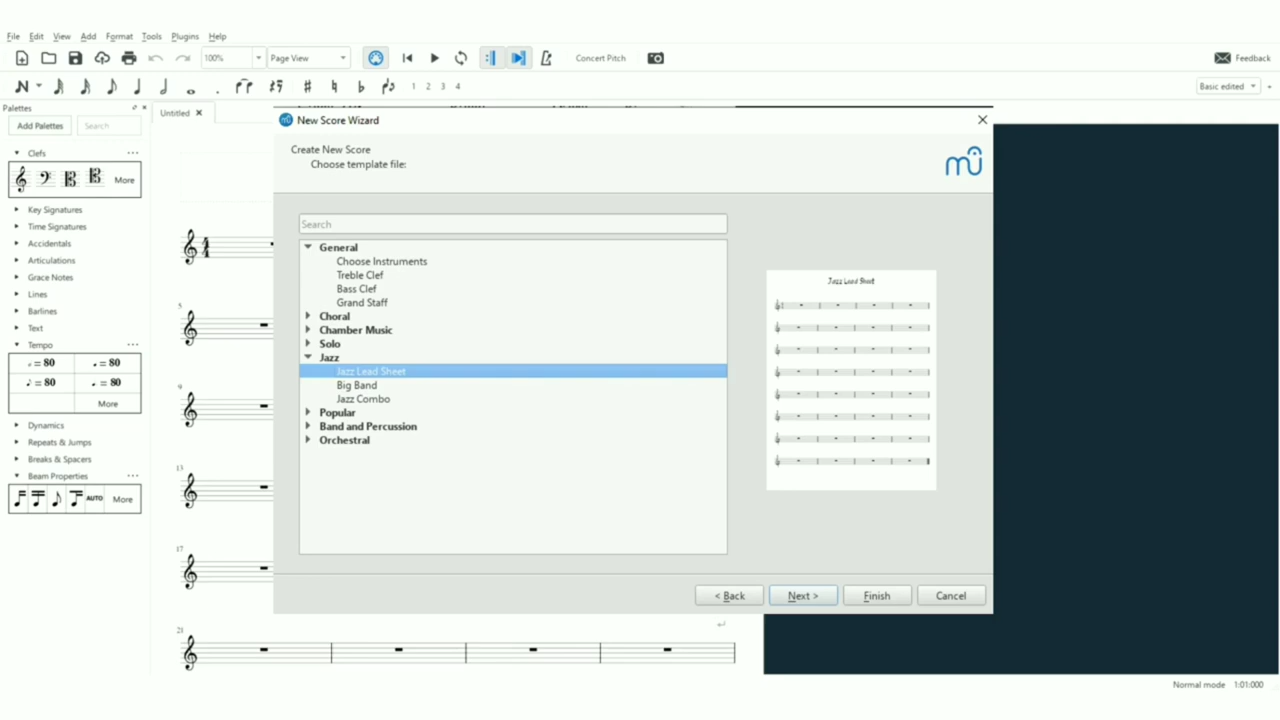 File Edit View Add Format Tools Plugins Help
100% Page View Concert Pitch Feedback
1 2 3 4 Basic edited
Palettes
Untitled
Add Palettes Search
Clefs
More
Key Signatures
Time Signatures
Accidentals
Articulations
Grace Notes
Lines
Barlines
Text
Tempo
= 80 = 80
= 80 = 80
More
Dynamics
Repeats & Jumps
Breaks & Spacers
Beam Properties
AUTO More
5
9
13
17
21
New Score Wizard
Create New Score
Choose template file:
mü
Search
General
Choose Instruments
Treble Clef
Bass Clef
Grand Staff
Choral
Chamber Music
Solo
Jazz
Jazz Lead Sheet
Big Band
Jazz Combo
Popular
Band and Percussion
Orchestral
Jazz Lead Sheet
< Back Next > Finish Cancel
Normal mode 1:01:000